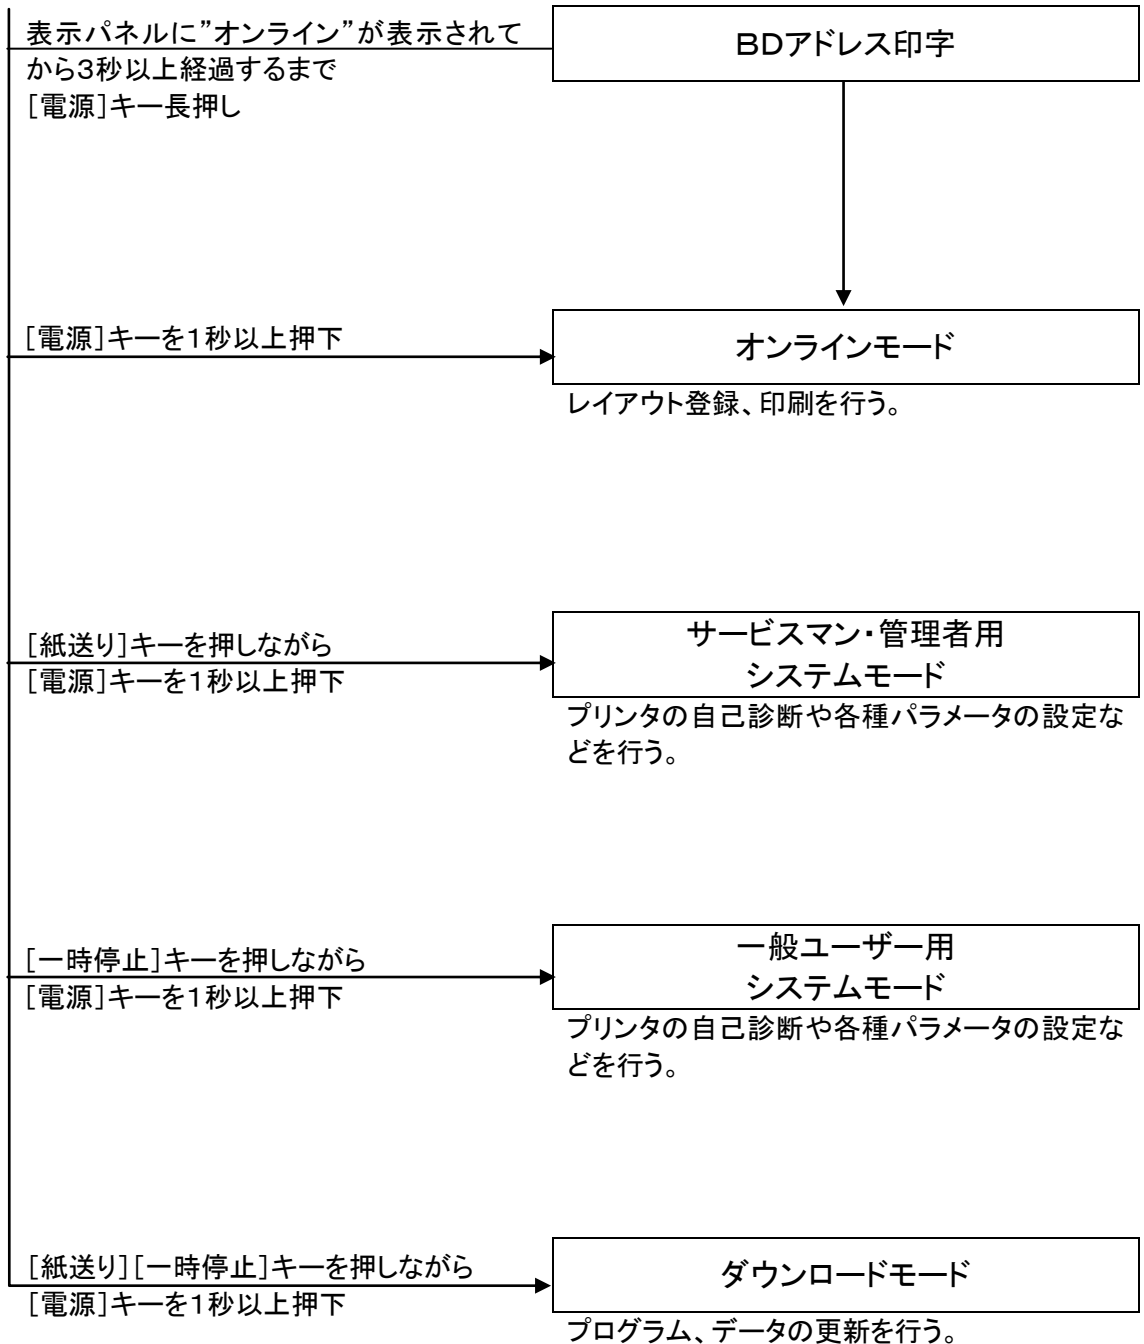 表示パネルに”オンライン”が表示されて
から3秒以上経過するまで
[電源]キー長押し
BDアドレス印字
[電源]キーを1秒以上押下
オンラインモード
レイアウト登録、印刷を行う。
[紙送り]キーを押しながら
[電源]キーを1秒以上押下
サービスマン・管理者用
システムモード
プリンタの自己診断や各種パラメータの設定な
どを行う。
[一時停止]キーを押しながら
[電源]キーを1秒以上押下
一般ユーザー用
システムモード
プリンタの自己診断や各種パラメータの設定な
どを行う。
[紙送り][一時停止]キーを押しながら
[電源]キーを1秒以上押下
ダウンロードモード
プログラム、データの更新を行う。